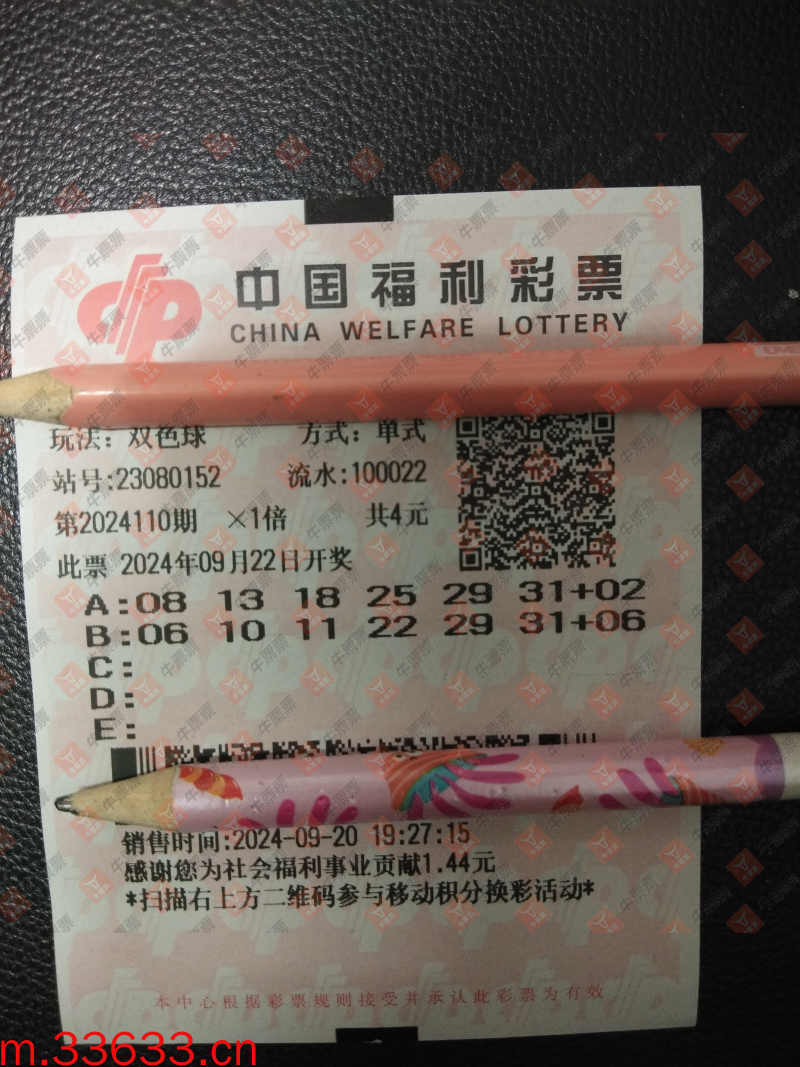 中国福利彩票
CHINA WELFARE LOTTERY
玩法：双色球 方式：单式
站号:23080152 流水:100022
第2024110期 ×1倍 共4元
此票 2024年09月22日开奖
A:08 13 18 25 29 31+02
B:06 10 11 22 29 31+06
C:
D:
E:
销售时间:2024-09-20 19:27:15
感谢您为社会福利事业贡献1.44元
*扫描右上方二维码参与移动积分换彩活动*
本中心根据彩票规则接受并承认此彩票为有效
m.33633.cn
牛票票